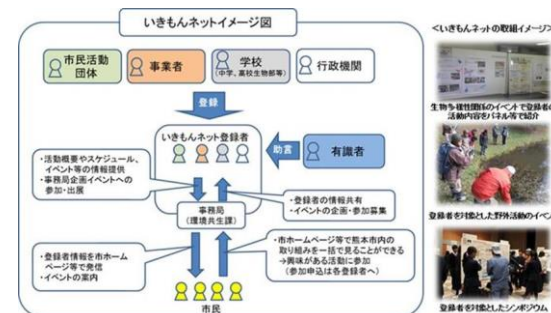 いきもんネットイメージ図
市民活動
団体
事業者
学校
(中学、高校生物部等)
行政機関
登録
いきもんネット登録者
助言
有識者
・活動概要やスケジュール、
イベント等の情報提供
・事務局企画イベントへの
参加・出展
・登録者の情報共有
・イベントの企画・参加募集
事務局
(環境共生課)
・登録者情報を市ホーム
ページ等で発信
・イベントの案内
・市ホームページ等で熊本市内の
取り組みを一括で見ることができる
→興味がある活動に参加
(参加申込は各登録者へ)
市民
<いきもんネットの取組イメージ>
生物多様性関係のイベントで登録者の
活動内容をパネル等で紹介
登録者を対象とした野外活動のイベン
登録者を対象としたシンポジウム